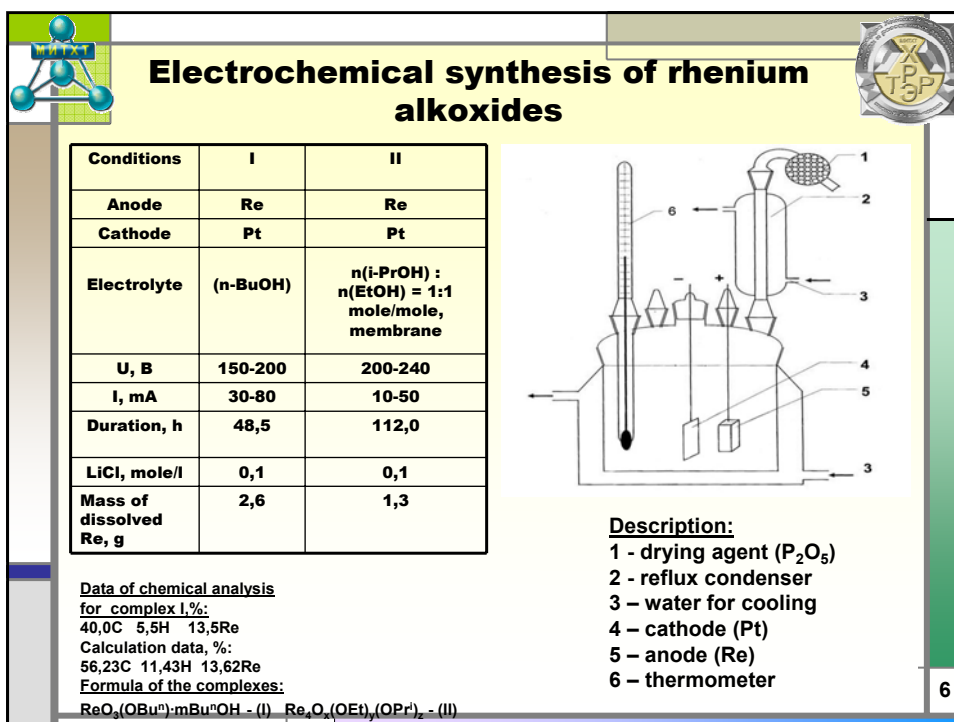 МИТХТ
Electrochemical synthesis of rhenium
alkoxides
Х
Т Р Р
Э
Conditions I II
Anode Re Re
Cathode Pt Pt
Electrolyte (n-BuOH) n(i-PrOH) :
n(EtOH) = 1:1
mole/mole,
membrane
U, B 150-200 200-240
I, mA 30-80 10-50
Duration, h 48,5 112,0
LiCl, mole/l 0,1 0,1
Mass of
dissolved
Re, g 2,6 1,3
1
2
6
− +
3
4
5
3
Data of chemical analysis
for complex I,%:
40,0C 5,5H 13,5Re
Calculation data, %:
56,23C 11,43H 13,62Re
Formula of the complexes:
ReO₃(OBuⁿ)·mBuⁿOH - (I) Re₄Oₓ(OEt)ᵧ(OPrⁱ)z - (II)
Description:
1 - drying agent (P₂O₅)
2 - reflux condenser
3 – water for cooling
4 – cathode (Pt)
5 – anode (Re)
6 – thermometer
6